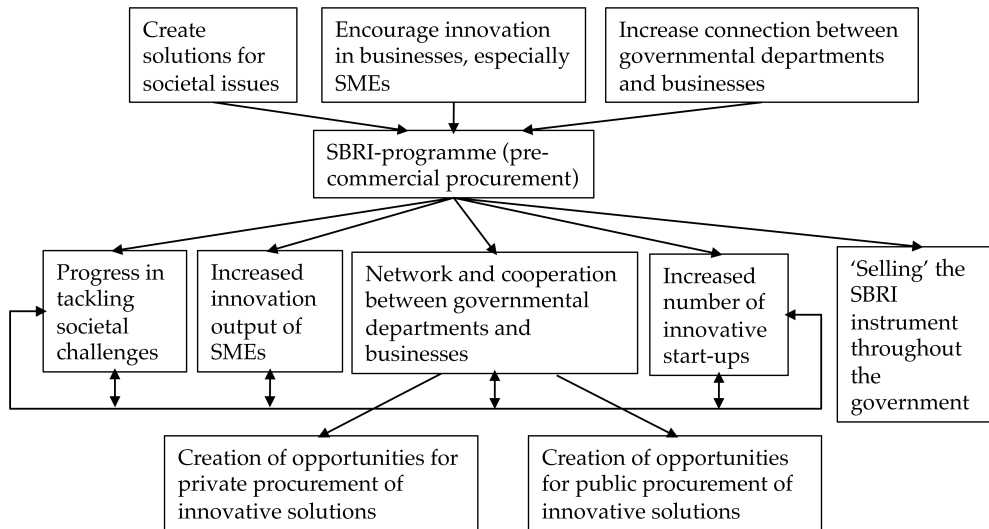 Create
solutions for
societal issues
Encourage innovation
in businesses, especially
SMEs
Increase connection between
governmental departments
and businesses
SBRI-programme (pre-
commercial procurement)
Progress in
tackling
societal
challenges
Increased
innovation
output of
SMEs
Network and cooperation
between governmental
departments and
businesses
Increased
number of
innovative
start-ups
‘Selling’ the
SBRI
instrument
throughout
the
government
Creation of opportunities for
private procurement of
innovative solutions
Creation of opportunities
for public procurement of
innovative solutions